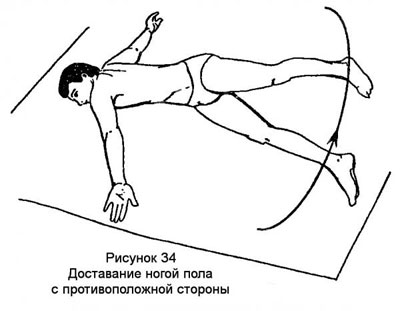 Рисунок 34
Доставание ногой пола
с противоположной стороны